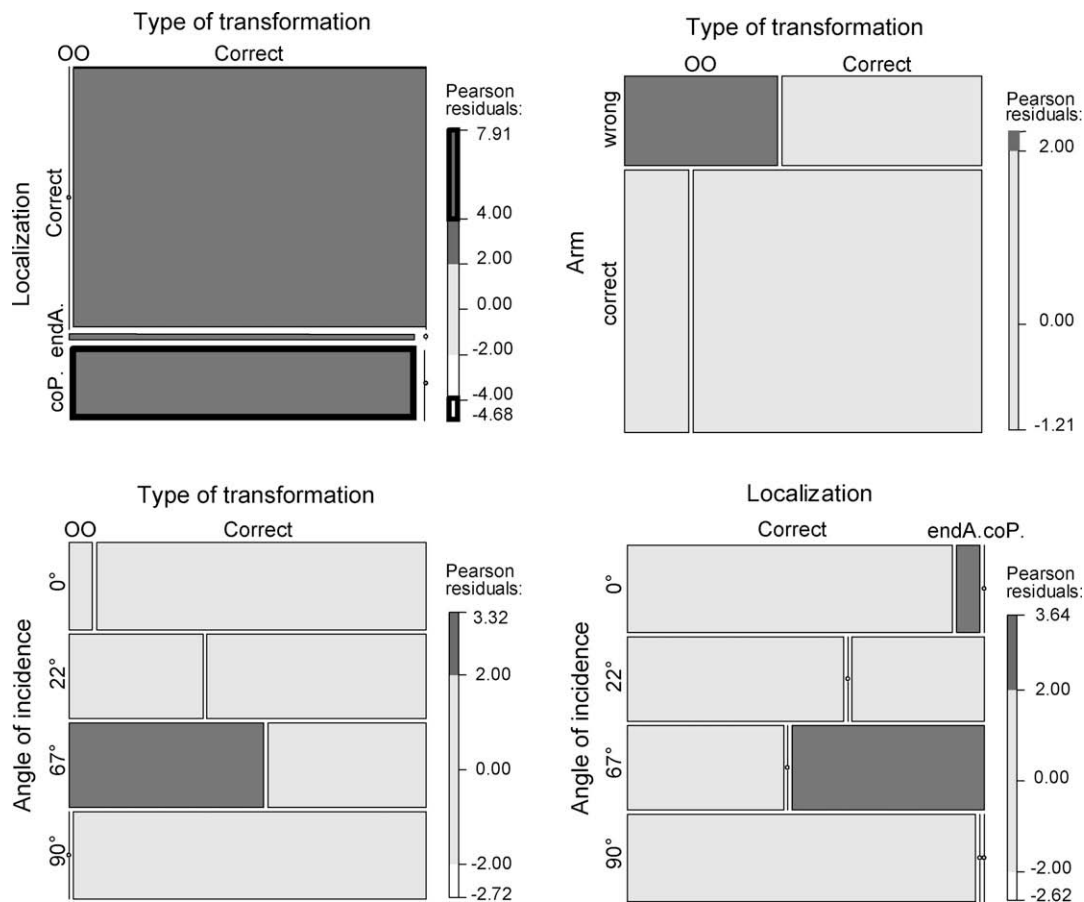 Type of transformation
OO Correct
Localization
Correct
endA.
coP.
Pearson
residuals:
7.91
4.00
2.00
0.00
-2.00
-4.00
-4.68
Type of transformation
OO Correct
Arm
wrong
correct
Pearson
residuals:
2.00
0.00
-1.21
Type of transformation
OO Correct
Angle of incidence
0°
22°
67°
90°
Pearson
residuals:
3.32
2.00
0.00
-2.00
-2.72
Localization
Correct endA.coP.
Angle of incidence
0°
22°
67°
90°
Pearson
residuals:
3.64
2.00
0.00
-2.00
-2.62